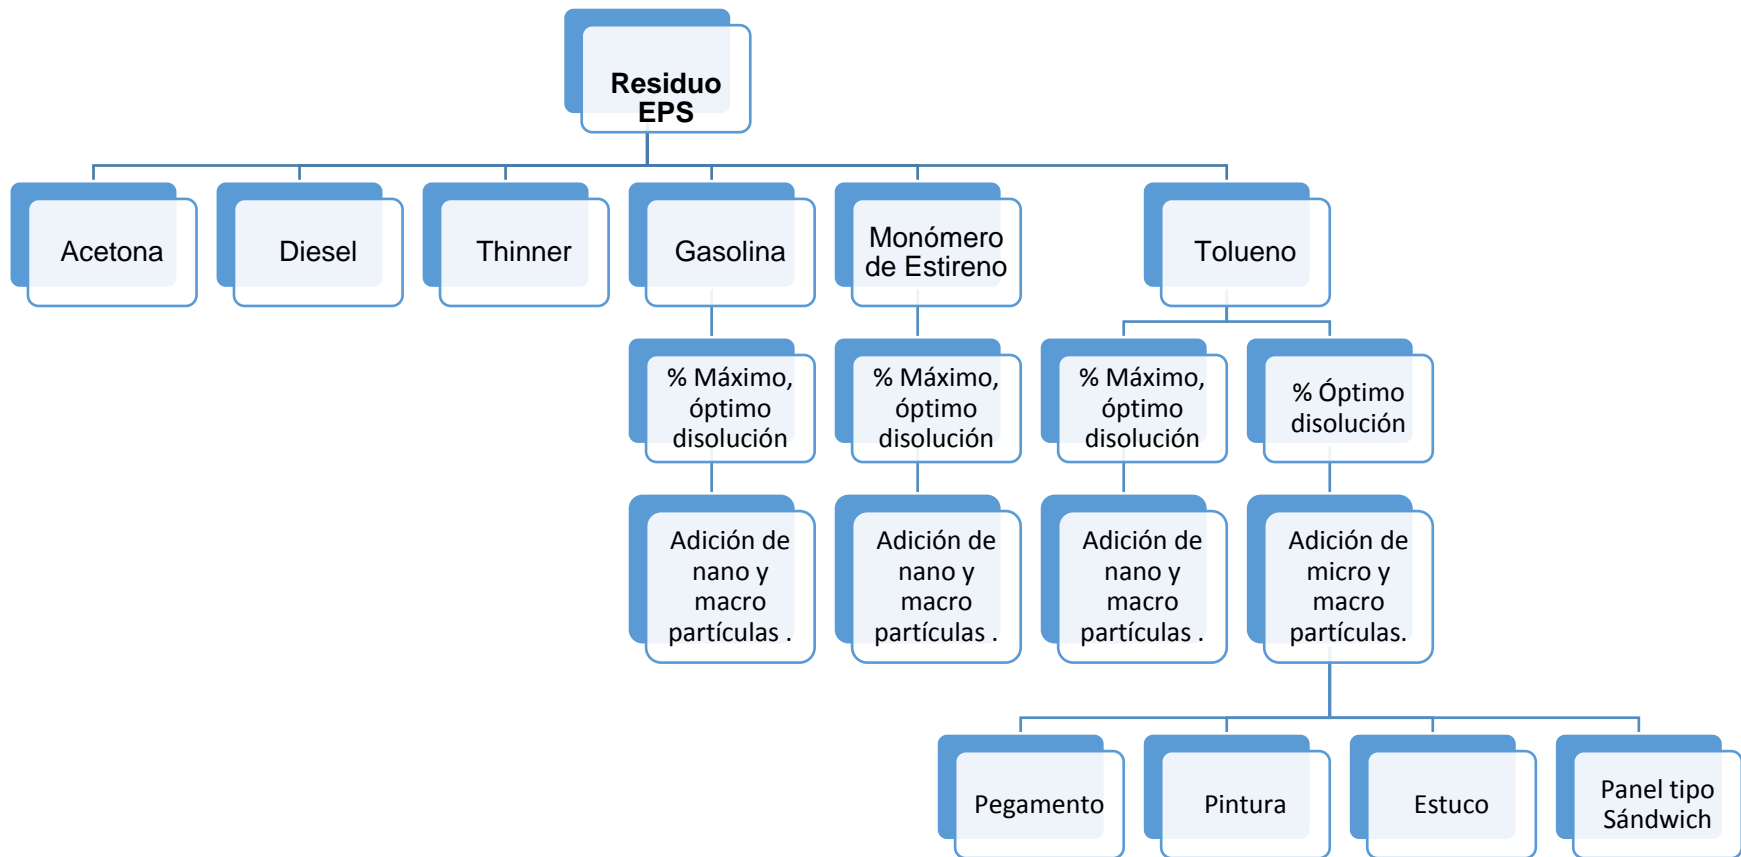 Residuo
EPS
Acetona
Diesel
Thinner
Gasolina
Monómero
de Estireno
Tolueno
% Máximo,
óptimo
disolución
% Máximo,
óptimo
disolución
% Máximo,
óptimo
disolución
% Óptimo
disolución
Adición de
nano y
macro
partículas .
Adición de
nano y
macro
partículas .
Adición de
nano y
macro
partículas .
Adición de
micro y
macro
partículas.
Pegamento
Pintura
Estuco
Panel tipo
Sándwich